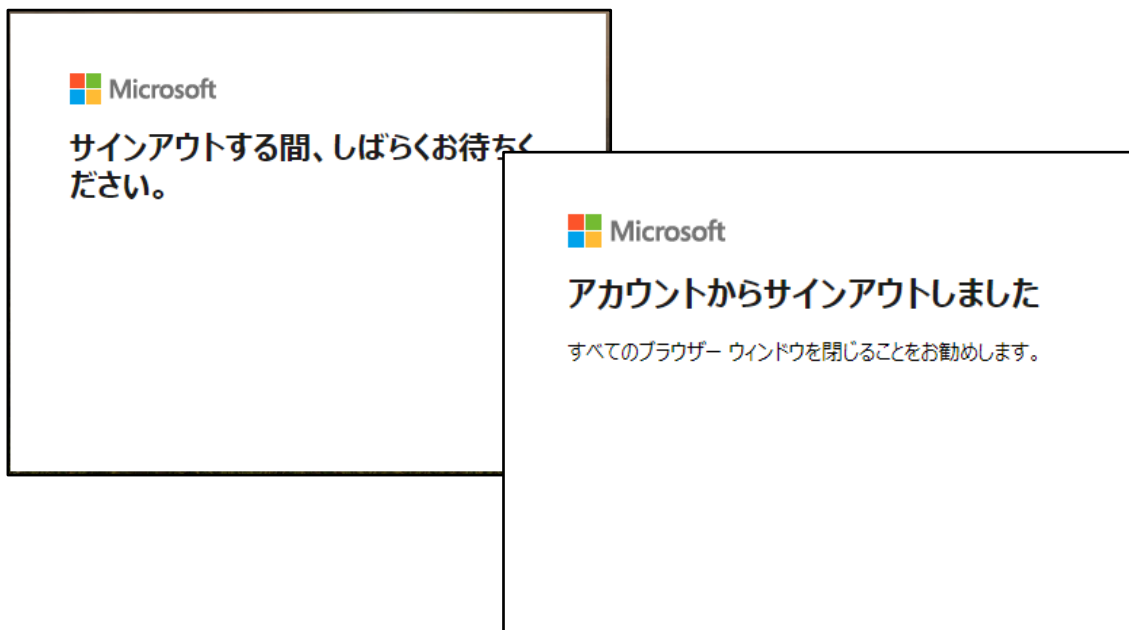 Microsoft
サインアウトする間、しばらくお待ちく
ださい。
Microsoft
アカウントからサインアウトしました
すべてのブラウザー ウィンドウを閉じることをお勧めします。